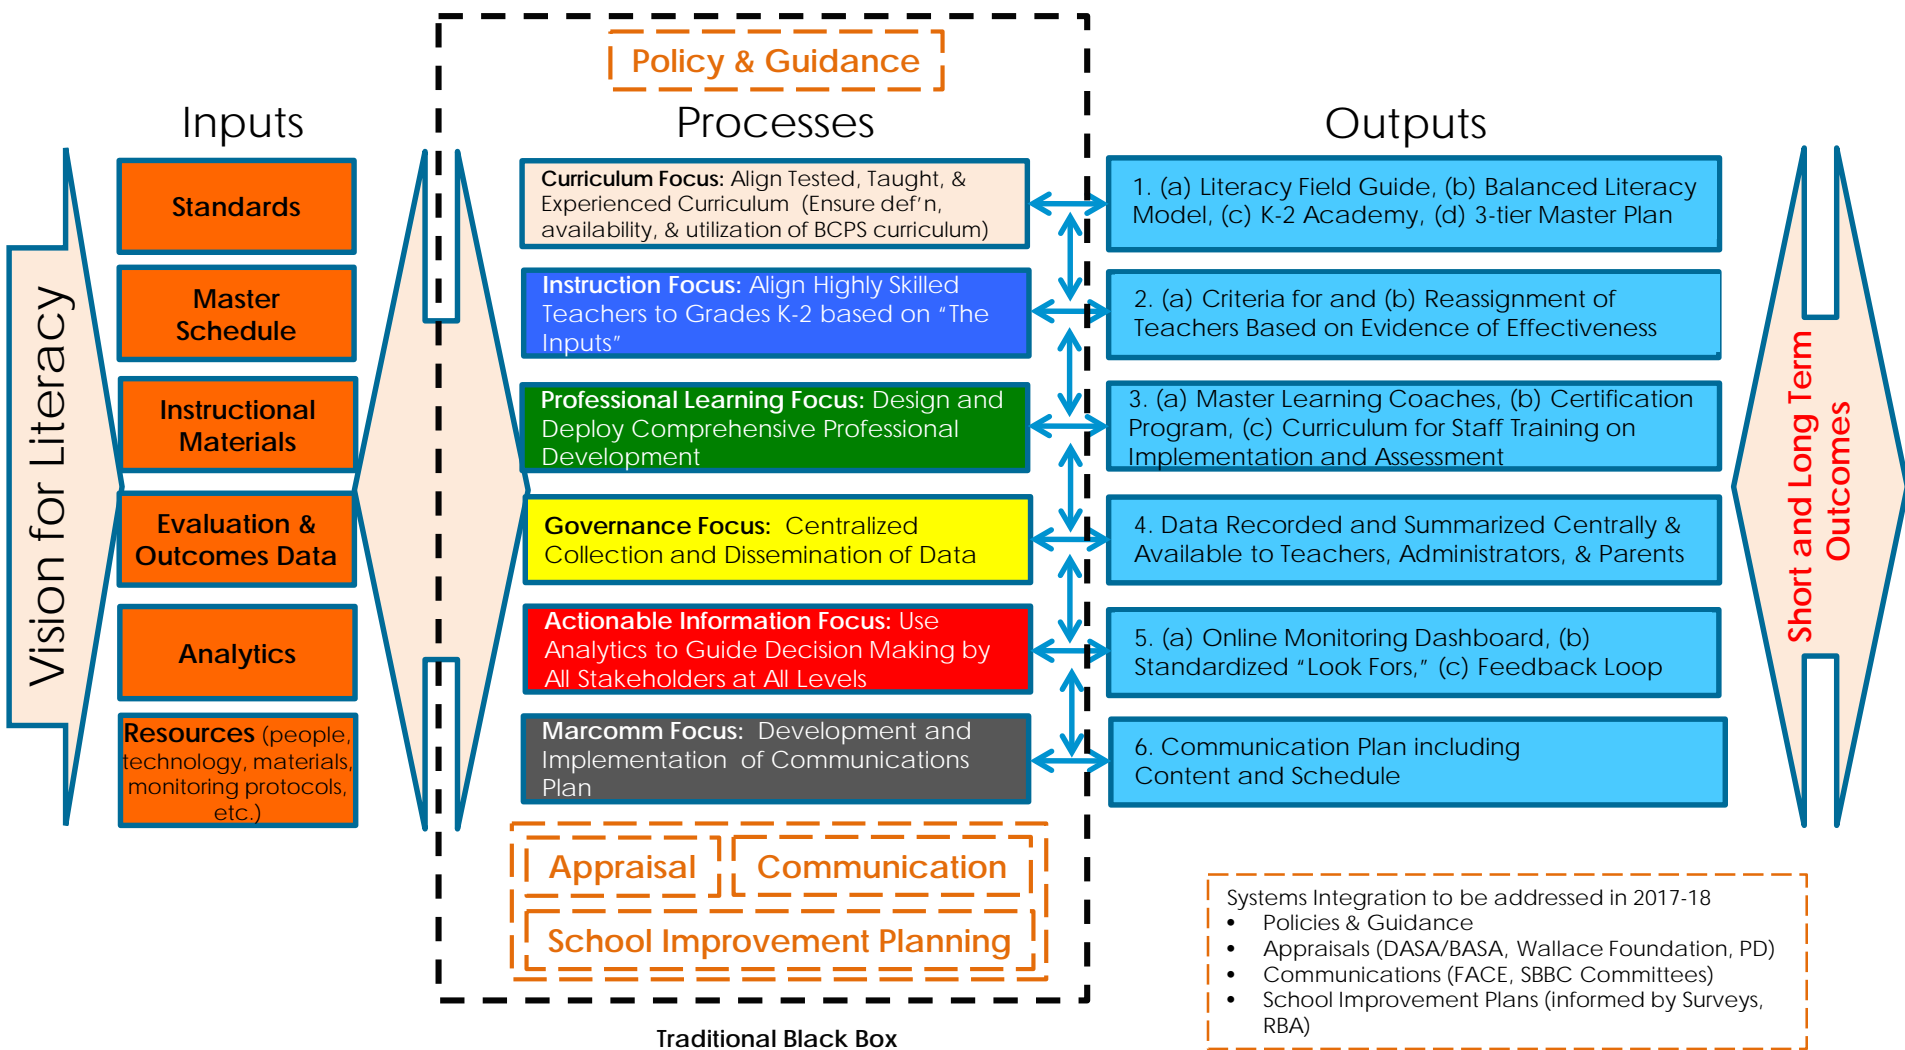 Policy & Guidance
Inputs
Processes
Outputs
Vision for Literacy
Standards
Master
Schedule
Instructional
Materials
Evaluation &
Outcomes Data
Analytics
Resources (people,
technology, materials,
monitoring protocols,
etc.)
Curriculum Focus: Align Tested, Taught, &
Experienced Curriculum (Ensure def'n,
availability, & utilization of BCPS curriculum)
Instruction Focus: Align Highly Skilled
Teachers to Grades K-2 based on "The
Inputs"
Professional Learning Focus: Design and
Deploy Comprehensive Professional
Development
Governance Focus: Centralized
Collection and Dissemination of Data
Actionable Information Focus: Use
Analytics to Guide Decision Making by
All Stakeholders at All Levels
Marcomm Focus: Development and
Implementation of Communications
Plan
Appraisal
Communication
School Improvement Planning
Traditional Black Box
1. (a) Literacy Field Guide, (b) Balanced Literacy
Model, (c) K-2 Academy, (d) 3-tier Master Plan
2. (a) Criteria for and (b) Reassignment of
Teachers Based on Evidence of Effectiveness
3. (a) Master Learning Coaches, (b) Certification
Program, (c) Curriculum for Staff Training on
Implementation and Assessment
4. Data Recorded and Summarized Centrally &
Available to Teachers, Administrators, & Parents
5. (a) Online Monitoring Dashboard, (b)
Standardized "Look Fors," (c) Feedback Loop
6. Communication Plan including
Content and Schedule
Short and Long Term
Outcomes
Systems Integration to be addressed in 2017-18
• Policies & Guidance
• Appraisals (DASA/BASA, Wallace Foundation, PD)
• Communications (FACE, SBBC Committees)
• School Improvement Plans (informed by Surveys,
RBA)